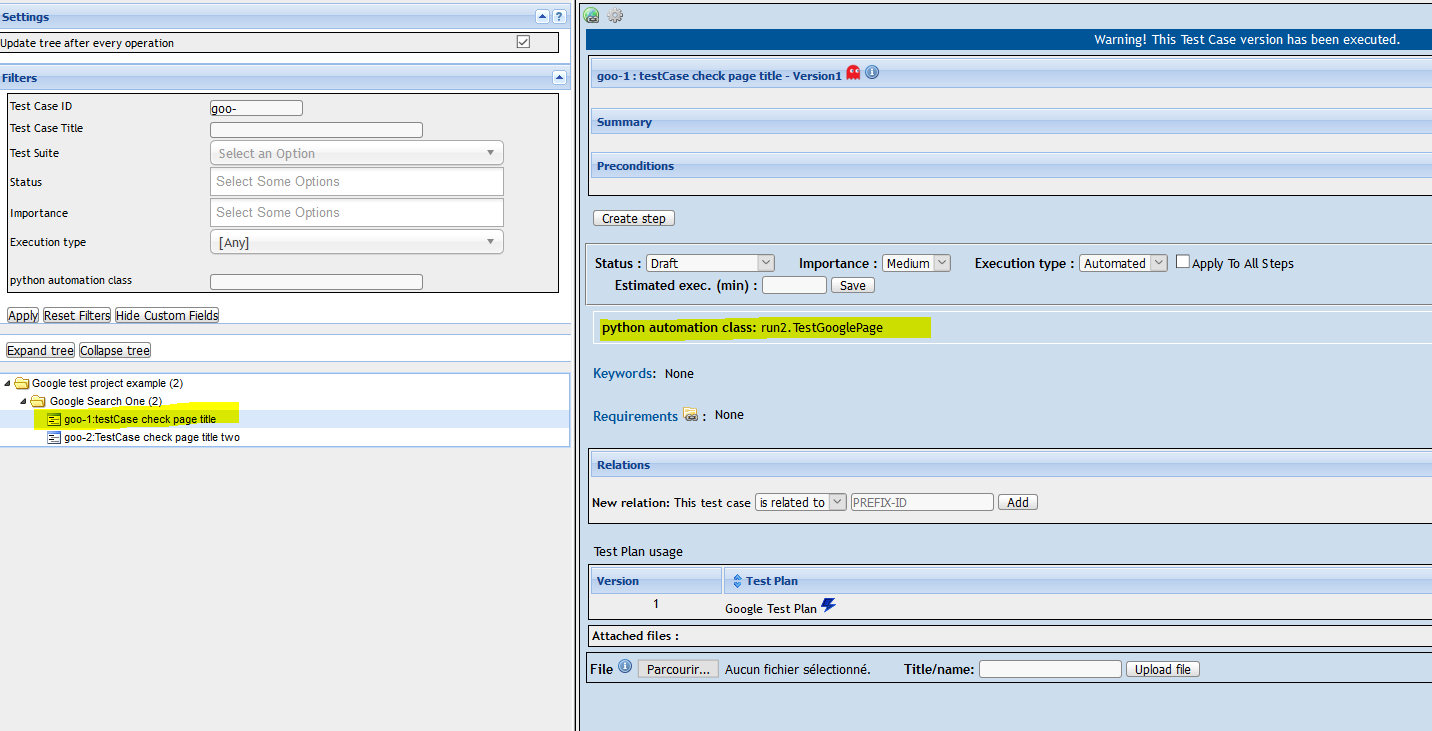 Settings
?
Update tree after every operation
Filters
Test Case ID goo-
Test Case Title
Test Suite Select an Option
Status Select Some Options
Importance Select Some Options
Execution type [Any]
python automation class
Apply Reset Filters Hide Custom Fields
Expand tree Collapse tree
Google test project example (2)
Google Search One (2)
goo-1:testCase check page title
goo-2:TestCase check page title two
Warning! This Test Case version has been executed.
goo-1 : testCase check page title - Version1
Summary
Preconditions
Create step
Status : Draft Importance : Medium Execution type : Automated Apply To All Steps
Estimated exec. (min) : Save
python automation class: run2.TestGooglePage
Keywords: None
Requirements : None
Relations
New relation: This test case is related to PREFIX-ID Add
Test Plan usage
Version Test Plan
1 Google Test Plan
Attached files :
File Parcourir... Aucun fichier sélectionné. Title/name: Upload file